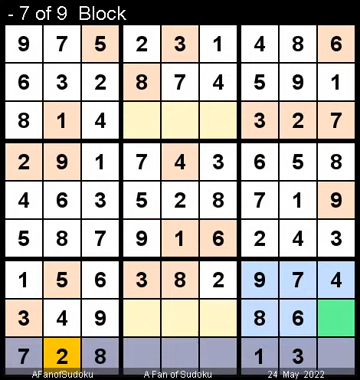 - 7 of 9 Block
9 7 5 2 3 1 4 8 6
6 3 2 8 7 4 5 9 1
8 1 4 3 2 7
2 9 1 7 4 3 6 5 8
4 6 3 5 2 8 7 1 9
5 8 7 9 1 6 2 4 3
1 5 6 3 8 2 9 7 4
3 4 9 8 6
7 2 8 1 3
AFanofSudoku A Fan of Sudoku 24 May 2022